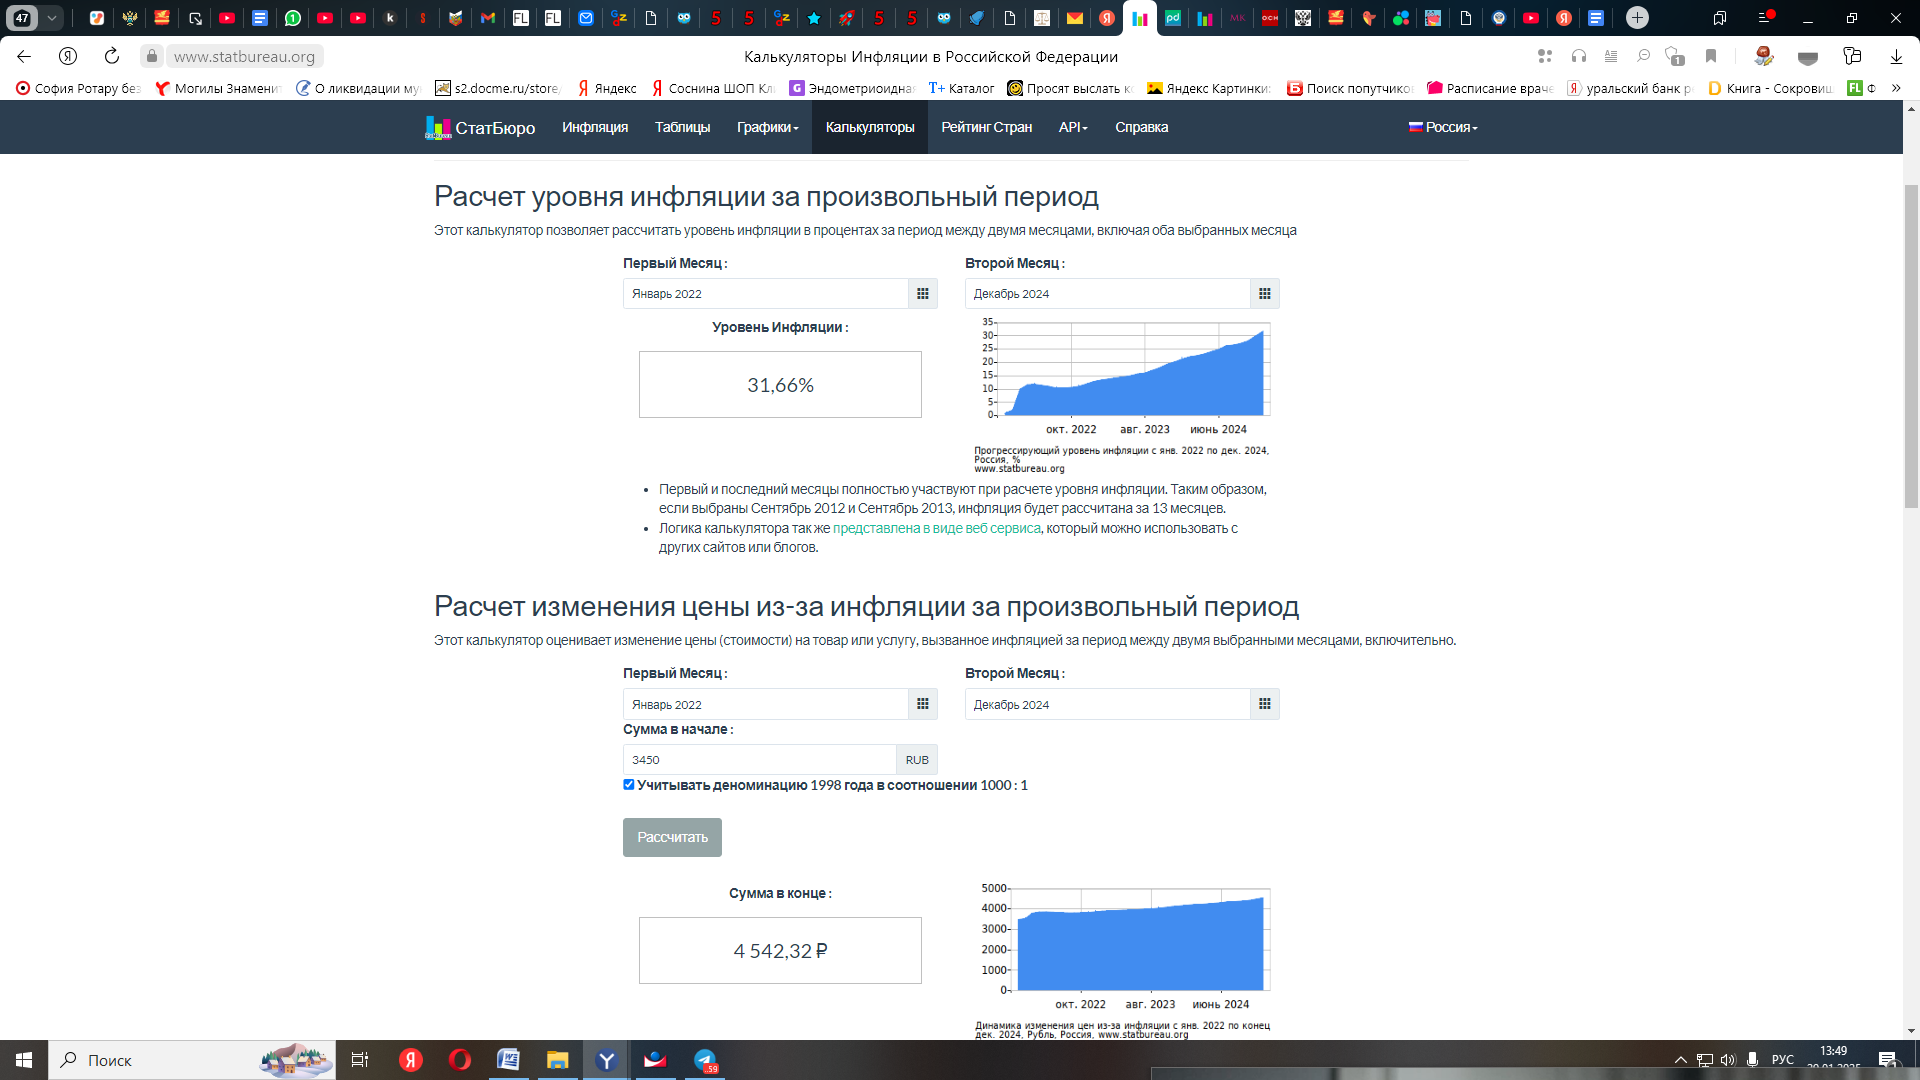 47
www.statbureau.org
Калькуляторы Инфляции в Российской Федерации
София Ротару без
Могилы Знаменит
О ликвидации му
s2.docme.ru/store/
Яндекс
Соснина ШОП Кл
Эндометриоидна
Каталог
Просят выслать ко
Яндекс Картинки:
Поиск попутчико
Расписание враче
уральский банк р
Книга - Сокровищ
Ф
СтатБюро
Инфляция
Таблицы
Графики
Калькуляторы
Рейтинг Стран
API
Справка
Россия
Расчет уровня инфляции за произвольный период
Этот калькулятор позволяет рассчитать уровень инфляции в процентах за период между двумя месяцами, включая оба выбранных месяца
Первый Месяц :
Второй Месяц :
Январь 2022
Декабрь 2024
Уровень Инфляции :
31,66%
35
30
25
20
15
10
5
0
окт. 2022
авг. 2023
июнь 2024
Прогрессирующий уровень инфляции с янв. 2022 по дек. 2024,
Россия, %
www.statbureau.org
Первый и последний месяцы полностью участвуют при расчете уровня инфляции. Таким образом,
если выбраны Сентябрь 2012 и Сентябрь 2013, инфляция будет рассчитана за 13 месяцев.
Логика калькулятора так же представлена в виде веб сервиса, который можно использовать с
других сайтов или блогов.
Расчет изменения цены из-за инфляции за произвольный период
Этот калькулятор оценивает изменение цены (стоимости) на товар или услугу, вызванное инфляцией за период между двумя выбранными месяцами, включительно.
Первый Месяц :
Второй Месяц :
Январь 2022
Декабрь 2024
Сумма в начале :
3450
RUB
Учитывать деноминацию 1998 года в соотношении 1000 : 1
Рассчитать
Сумма в конце :
4 542,32 ₽
5000
4000
3000
2000
1000
0
окт. 2022
авг. 2023
июнь 2024
Динамика изменения цен из-за инфляции с янв. 2022 по конец
дек. 2024, Рубль, Россия, www.statbureau.org
Поиск
РУС
13:49